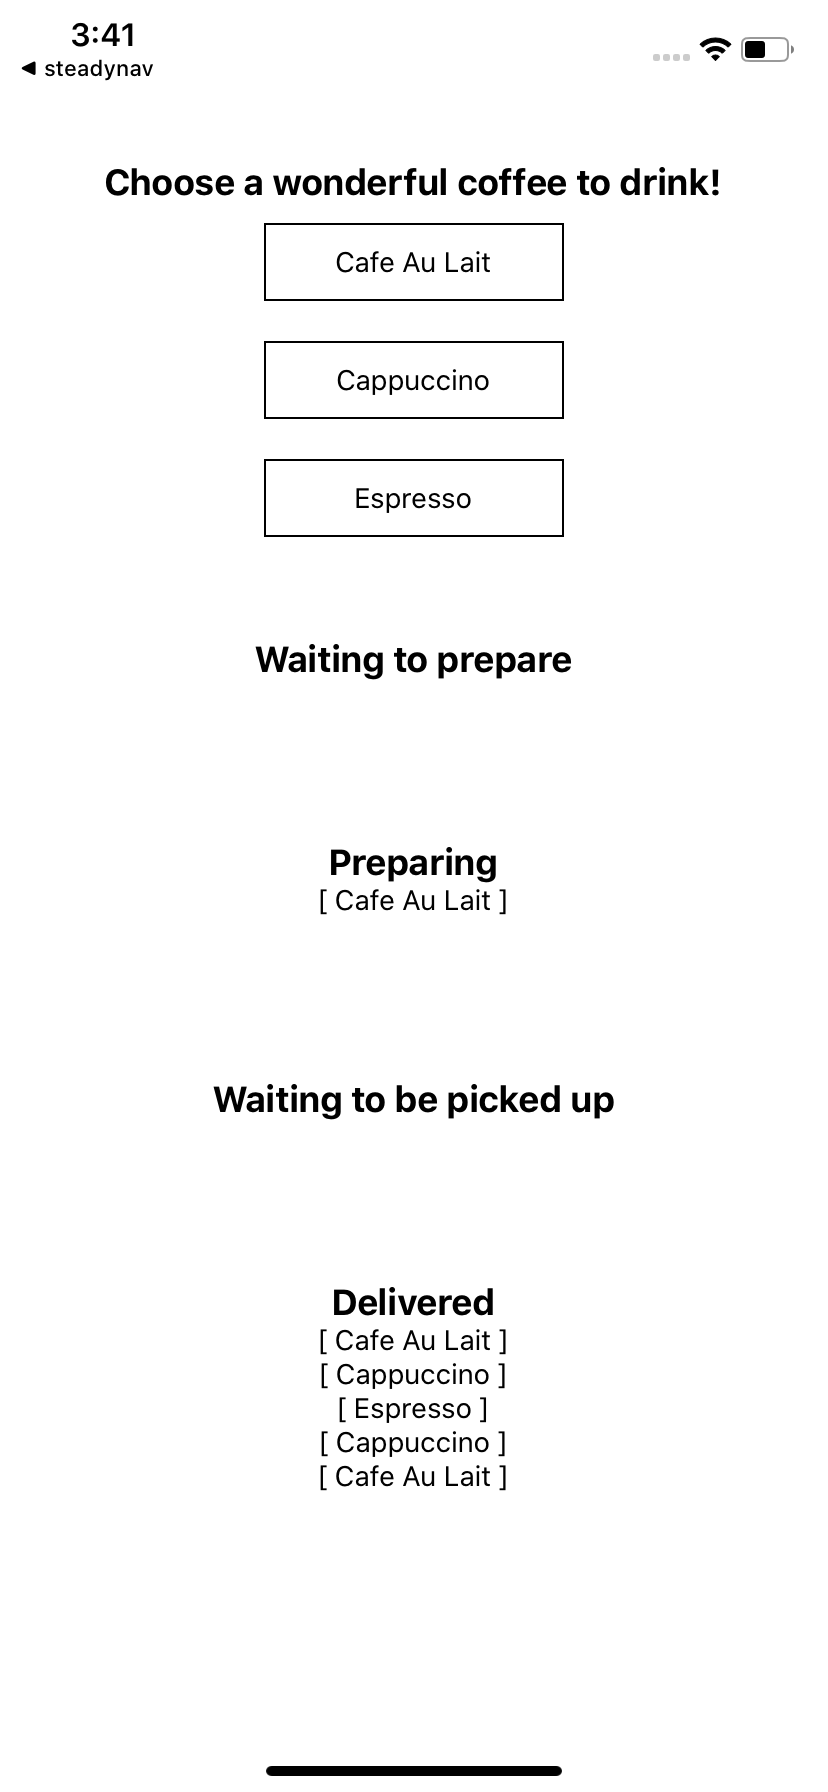 3:41
◀ steadynav
Choose a wonderful coffee to drink!
Cafe Au Lait
Cappuccino
Espresso
Waiting to prepare
Preparing
[ Cafe Au Lait ]
Waiting to be picked up
Delivered
[ Cafe Au Lait ]
[ Cappuccino ]
[ Espresso ]
[ Cappuccino ]
[ Cafe Au Lait ]